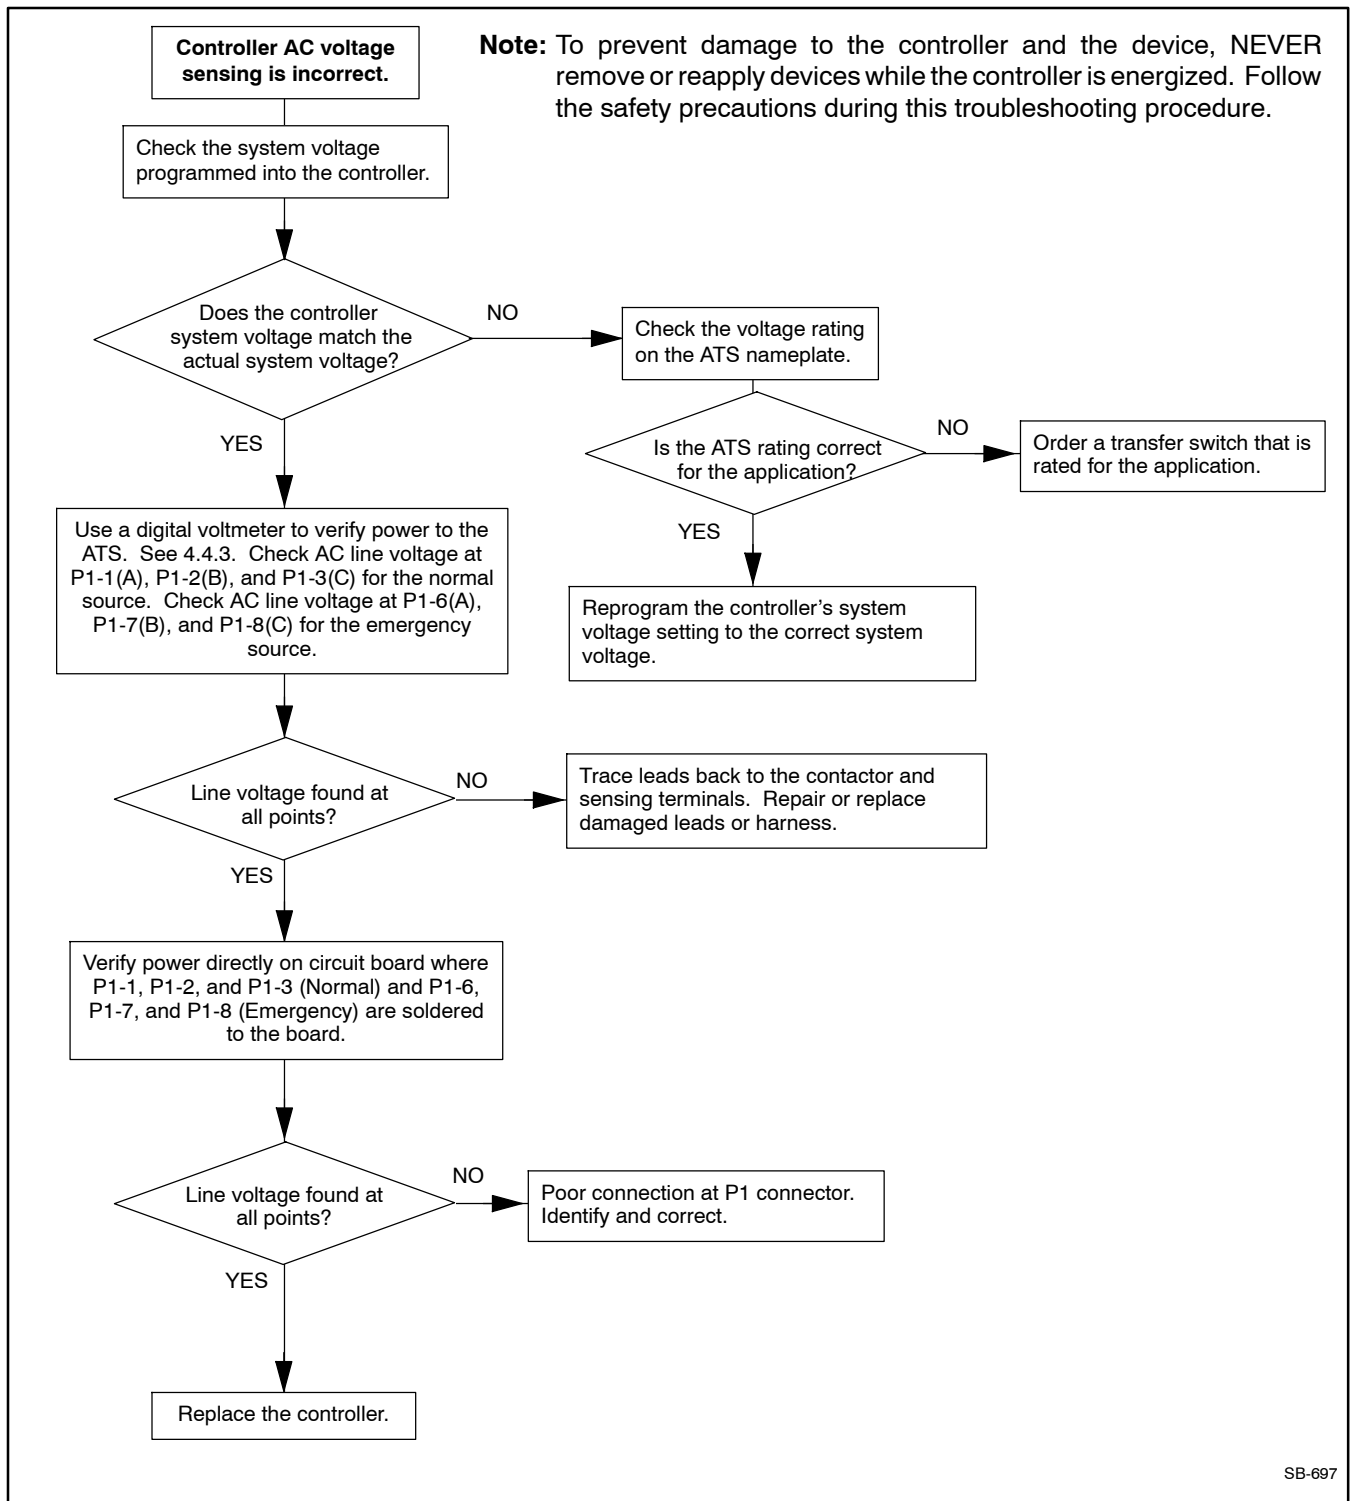 Controller AC voltage
sensing is incorrect.
Note: To prevent damage to the controller and the device, NEVER
remove or reapply devices while the controller is energized. Follow
the safety precautions during this troubleshooting procedure.
Check the system voltage
programmed into the controller.
Does the controller
system voltage match the
actual system voltage?
NO
Check the voltage rating
on the ATS nameplate.
YES
Is the ATS rating correct
for the application?
NO
Order a transfer switch that is
rated for the application.
YES
Reprogram the controller's system
voltage setting to the correct system
voltage.
Use a digital voltmeter to verify power to the
ATS. See 4.4.3. Check AC line voltage at
P1-1(A), P1-2(B), and P1-3(C) for the normal
source. Check AC line voltage at P1-6(A),
P1-7(B), and P1-8(C) for the emergency
source.
Line voltage found at
all points?
NO
Trace leads back to the contactor and
sensing terminals. Repair or replace
damaged leads or harness.
YES
Verify power directly on circuit board where
P1-1, P1-2, and P1-3 (Normal) and P1-6,
P1-7, and P1-8 (Emergency) are soldered
to the board.
Line voltage found at
all points?
NO
Poor connection at P1 connector.
Identify and correct.
YES
Replace the controller.
SB-697